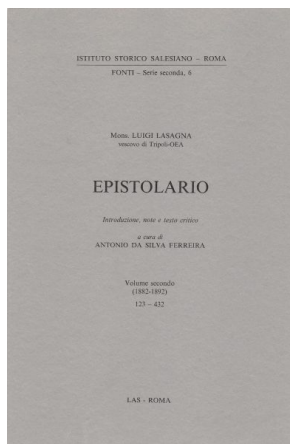 ISTITUTO STORICO SALESIANO – ROMA
FONTI – Serie seconda, 6
Mons. LUIGI LASAGNA
vescovo di Tripoli-OEA
EPISTOLARIO
Introduzione, note e testo critico
a cura di
ANTONIO DA SILVA FERREIRA
Volume secondo
(1882-1892)
123 – 432
LAS - ROMA